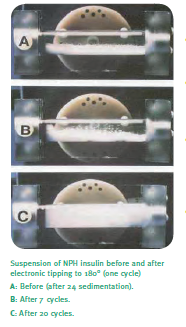 A
B
C
Suspension of NPH insulin before and after
electronic tipping to 180° (one cycle)
A: Before (after 24 sedimentation).
B: After 7 cycles.
C: After 20 cycles.